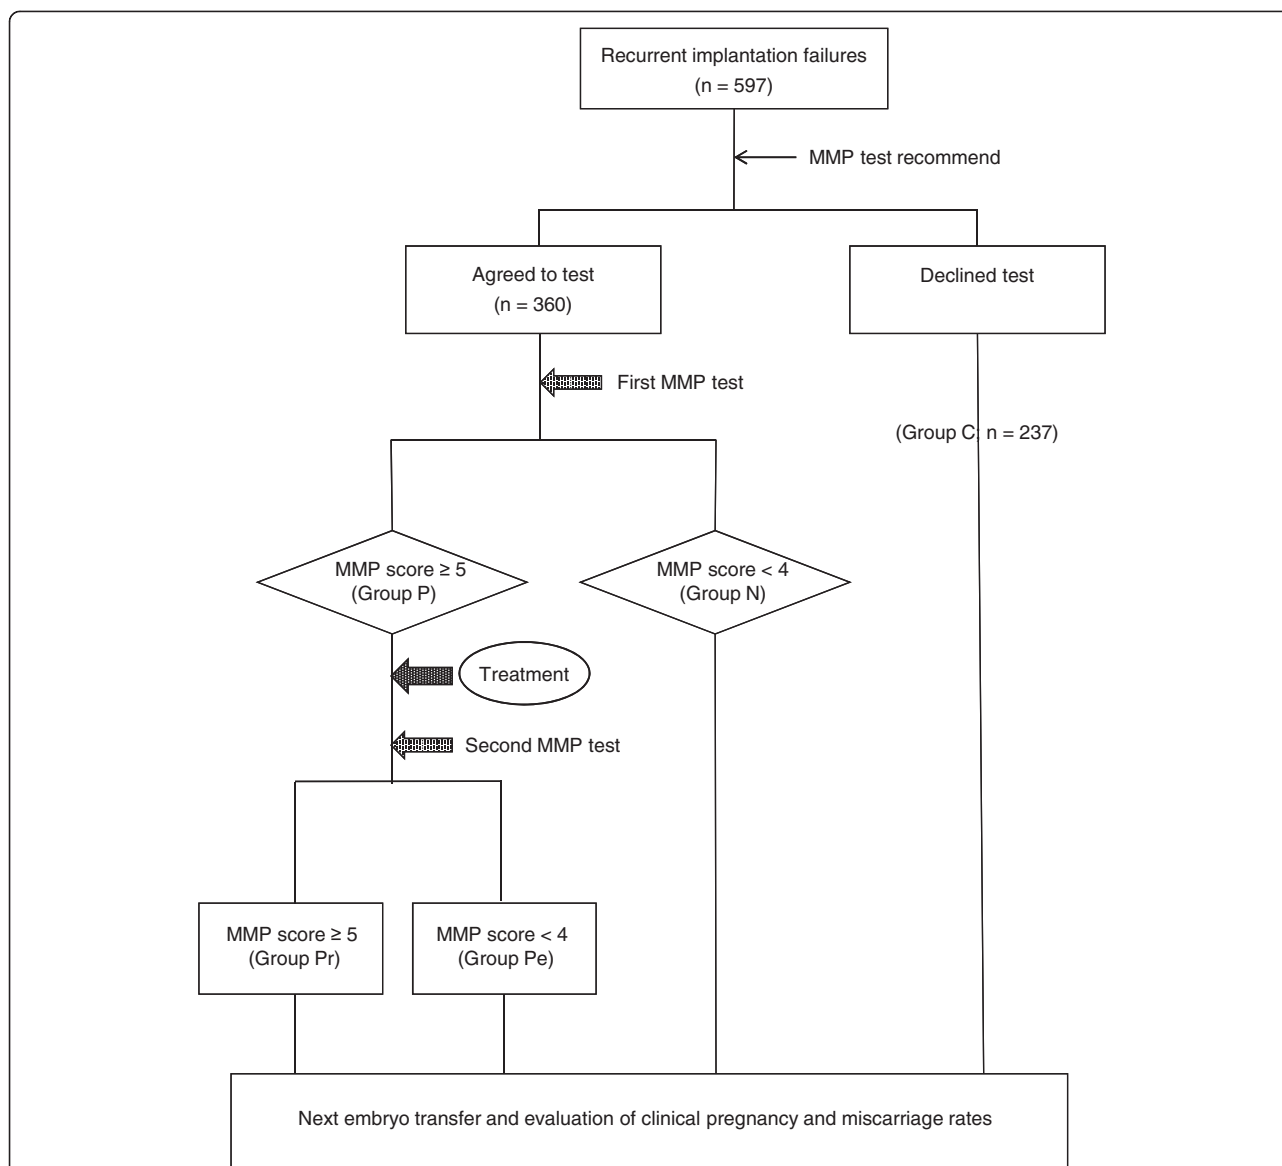 Recurrent implantation failures
(n = 597)
MMP test recommend
Agreed to test
(n = 360)
Declined test
First MMP test
(Group C; n = 237)
MMP score ≥ 5
(Group P)
MMP score < 4
(Group N)
Treatment
Second MMP test
MMP score ≥ 5
(Group Pr)
MMP score < 4
(Group Pe)
Next embryo transfer and evaluation of clinical pregnancy and miscarriage rates